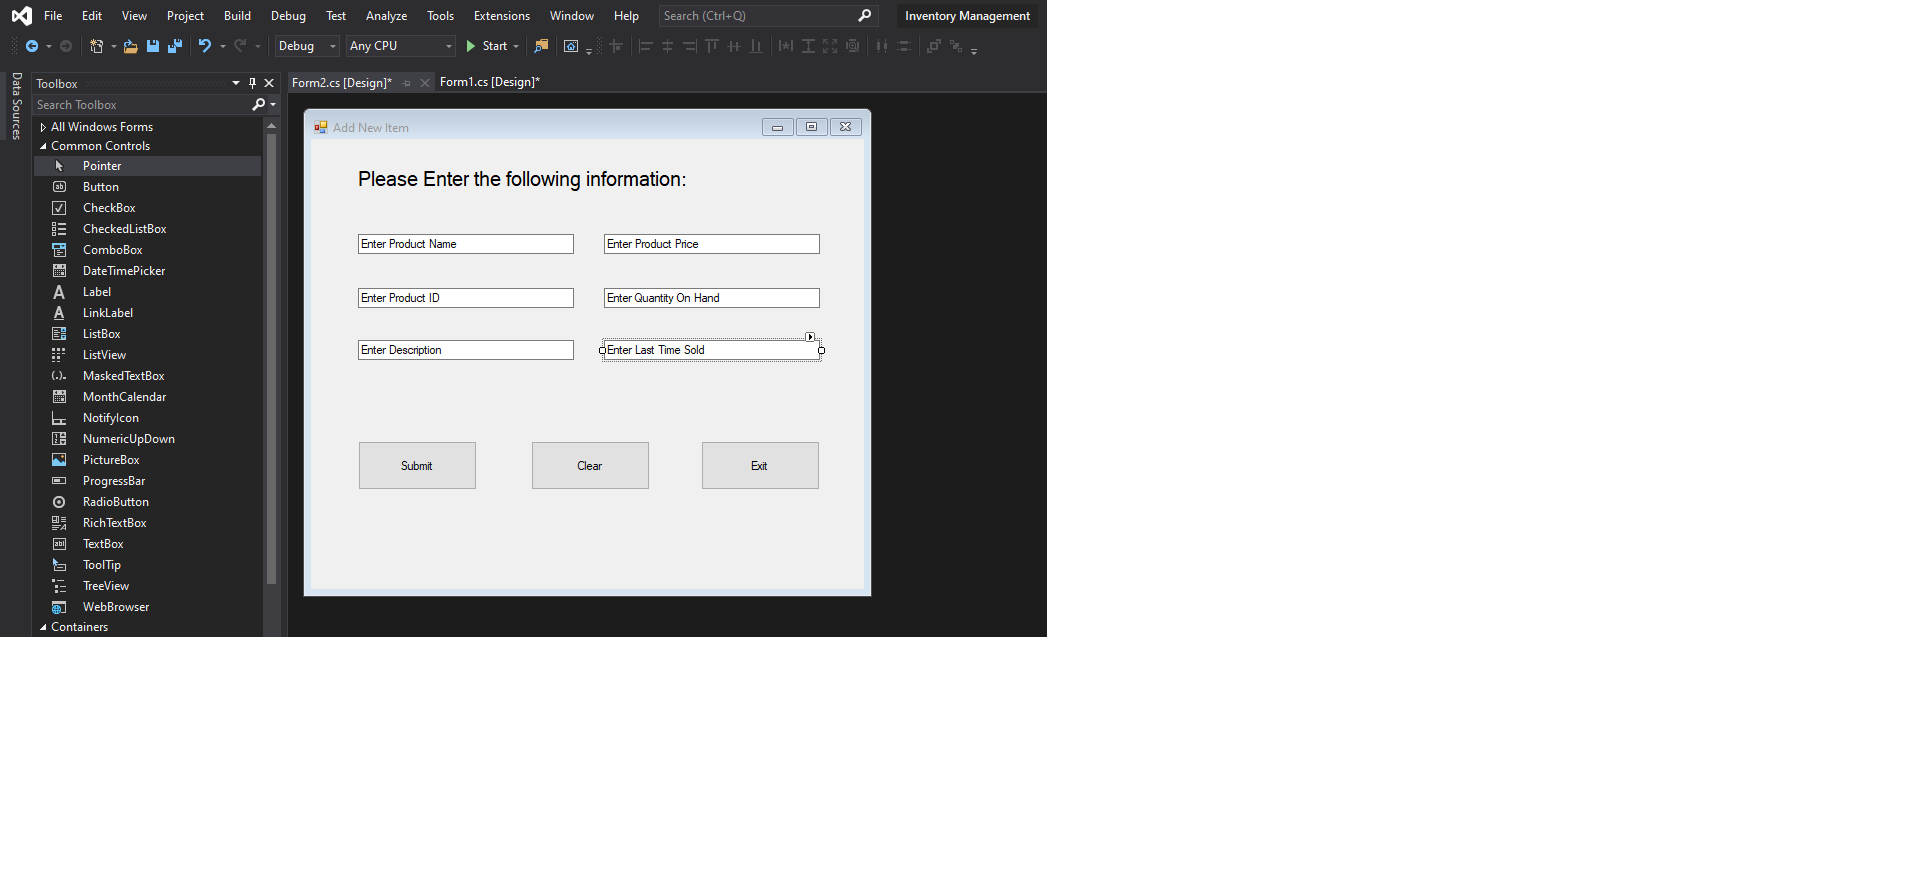 File Edit View Project Build Debug Test Analyze Tools Extensions Window Help Search (Ctrl+Q) Inventory Management
Debug Any CPU Start
Data Sources
Toolbox
Search Toolbox
All Windows Forms
Common Controls
Pointer
Button
CheckBox
CheckedListBox
ComboBox
DateTimePicker
Label
LinkLabel
ListBox
ListView
MaskedTextBox
MonthCalendar
NotifyIcon
NumericUpDown
PictureBox
ProgressBar
RadioButton
RichTextBox
TextBox
ToolTip
TreeView
WebBrowser
Containers
Form2.cs [Design]* Form1.cs [Design]*
Add New Item
Please Enter the following information:
Enter Product Name Enter Product Price
Enter Product ID Enter Quantity On Hand
Enter Description Enter Last Time Sold
Submit Clear Exit